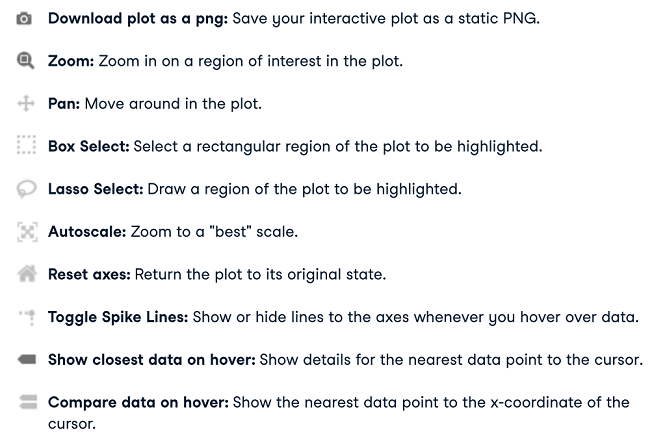 Download plot as a png: Save your interactive plot as a static PNG.
Zoom: Zoom in on a region of interest in the plot.
Pan: Move around in the plot.
Box Select: Select a rectangular region of the plot to be highlighted.
Lasso Select: Draw a region of the plot to be highlighted.
Autoscale: Zoom to a "best" scale.
Reset axes: Return the plot to its original state.
Toggle Spike Lines: Show or hide lines to the axes whenever you hover over data.
Show closest data on hover: Show details for the nearest data point to the cursor.
Compare data on hover: Show the nearest data point to the x-coordinate of the
cursor.